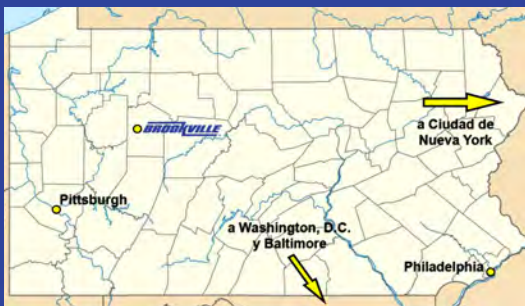 BROOKVILLE
a Ciudad de
Nueva York
Pittsburgh
a Washington, D.C.
y Baltimore
Philadelphia